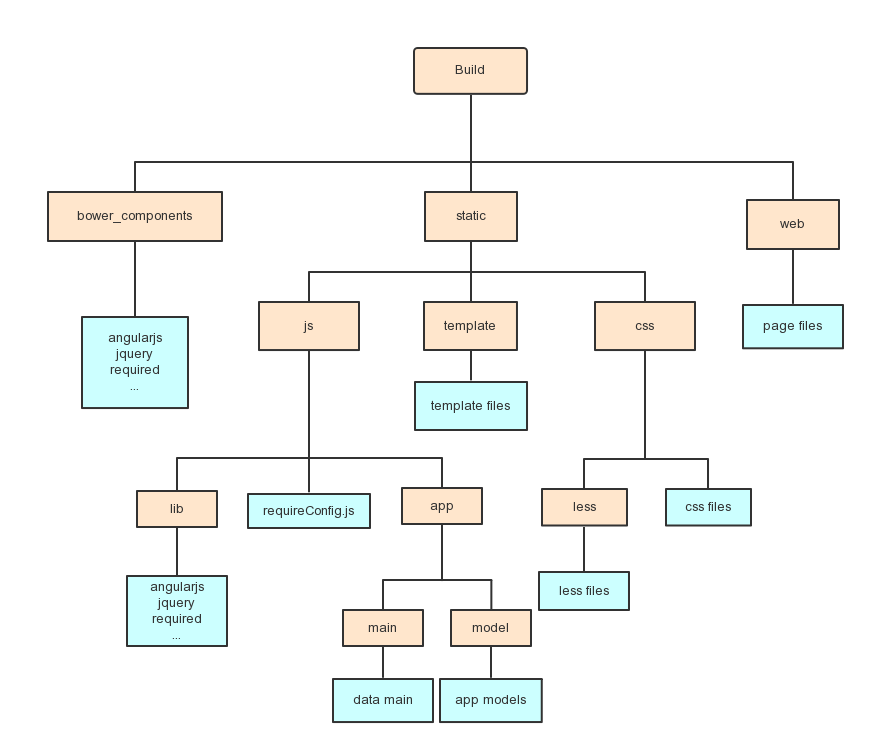 Build
bower_components
static
web
angularjs
jquery
required
...
js
template
css
page files
template files
lib
requireConfig.js
app
less
css files
angularjs
jquery
required
...
less files
main
model
data main
app models